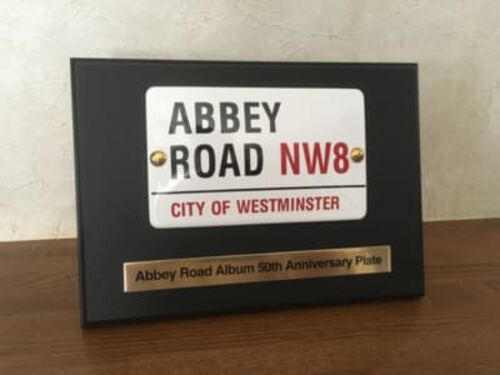 ABBEY
ROAD NW8
CITY OF WESTMINSTER
Abbey Road Album 50th Anniversary Plate